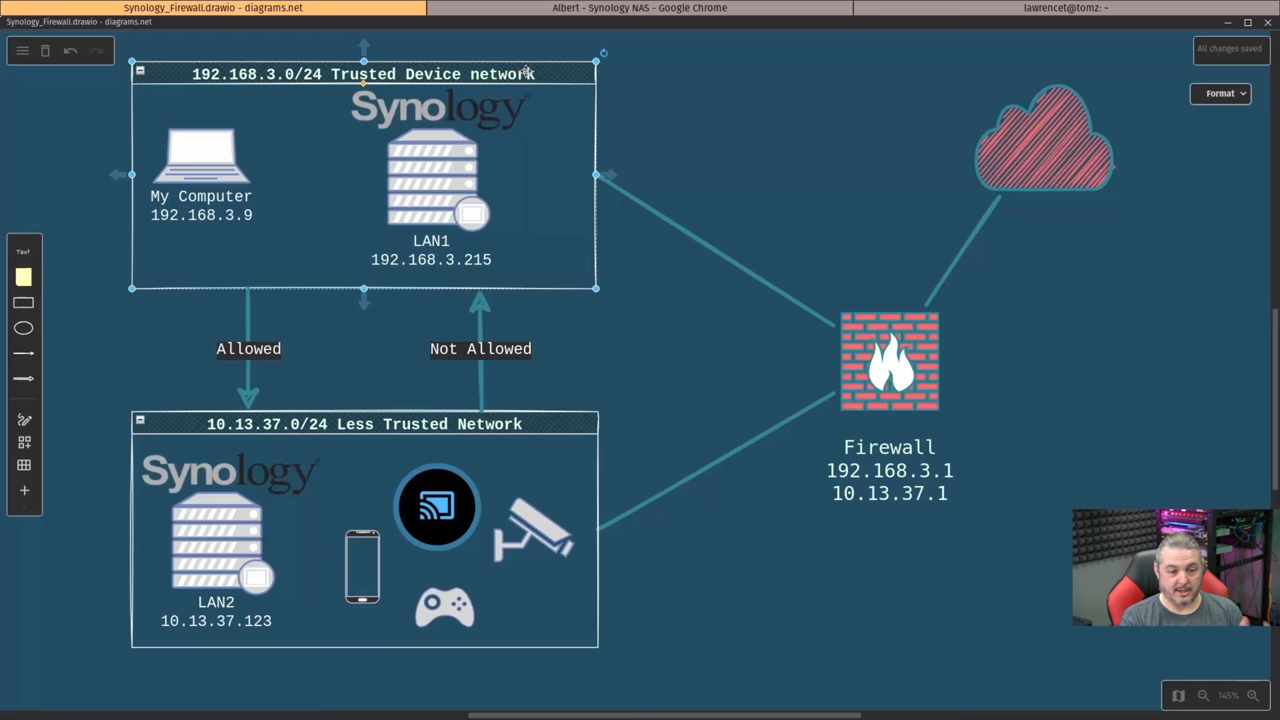 Synology_Firewall.drawio - diagrams.net
Albert - Synology NAS - Google Chrome
lawrencet@tomz: ~
Synology_Firewall.drawio - diagrams.net
All changes saved
Format
192.168.3.0/24 Trusted Device network
Synology
My Computer
192.168.3.9
LAN1
192.168.3.215
Text
Allowed
Not Allowed
10.13.37.0/24 Less Trusted Network
Synology
LAN2
10.13.37.123
Firewall
192.168.3.1
10.13.37.1
145%